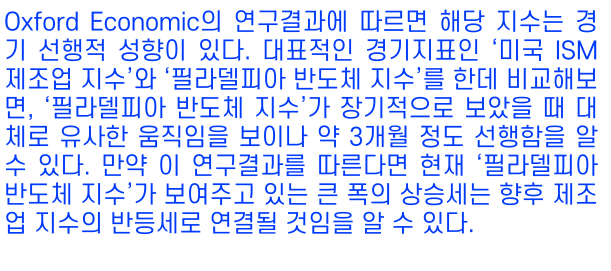 Oxford Economic의 연구결과에 따르면 해당 지수는 경
기 선행적 성향이 있다. 대표적인 경기지표인 ‘미국 ISM
제조업 지수’와 ‘필라델피아 반도체 지수’를 한데 비교해보
면, ‘필라델피아 반도체 지수’가 장기적으로 보았을 때 대
체로 유사한 움직임을 보이나 약 3개월 정도 선행함을 알
수 있다. 만약 이 연구결과를 따른다면 현재 ‘필라델피아
반도체 지수’가 보여주고 있는 큰 폭의 상승세는 향후 제조
업 지수의 반등세로 연결될 것임을 알 수 있다.